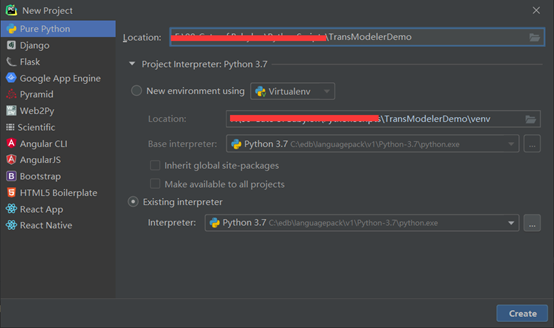 New Project
Pure Python
Django
Flask
Google App Engine
Pyramid
Web2Py
Scientific
Angular CLI
AngularJS
Bootstrap
HTML5 Boilerplate
React App
React Native
Location: \TransModelerDemo
Project Interpreter: Python 3.7
New environment using Virtualenv
Location: \TransModelerDemo\venv
Base interpreter: Python 3.7 C:\edb\languagepack\v1\Python-3.7\python.exe ...
Inherit global site-packages
Make available to all projects
Existing interpreter
Interpreter: Python 3.7 C:\edb\languagepack\v1\Python-3.7\python.exe ...
Create